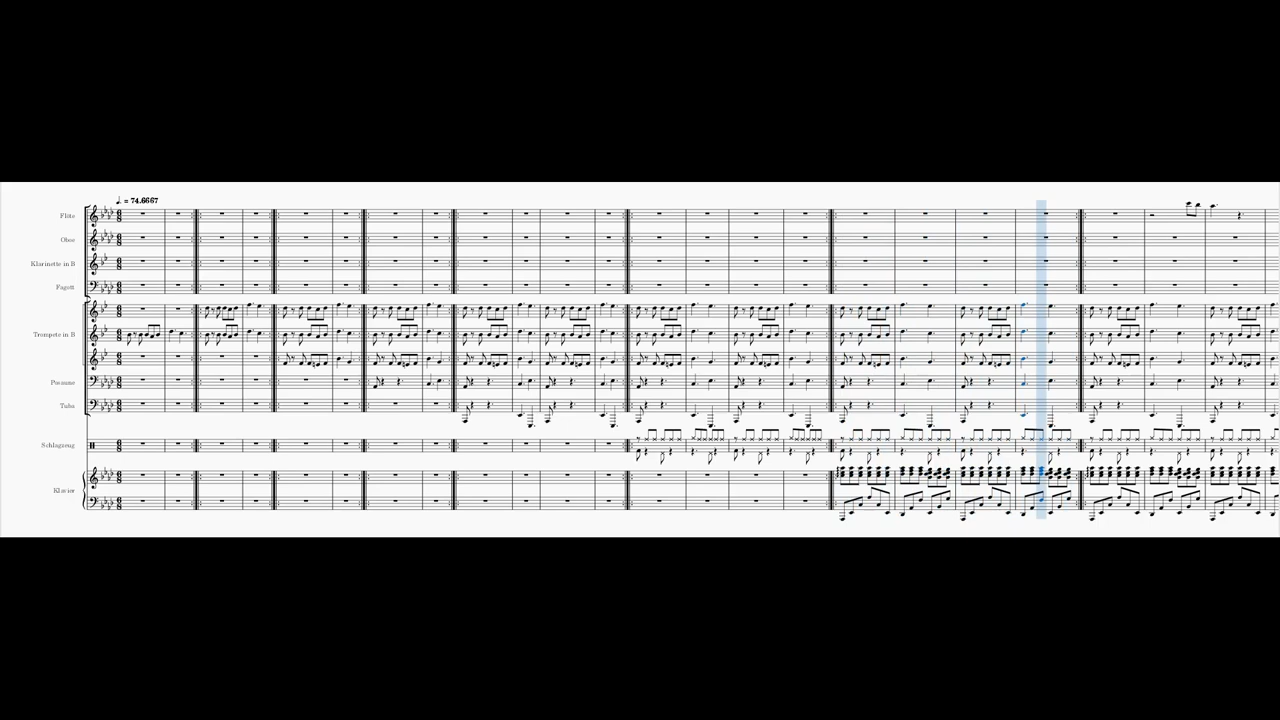 ♩. = 74.6667
Flöte
Oboe
Klarinette in B
Fagott
Trompete in B
Posaune
Tuba
Schlagzeug
Klavier